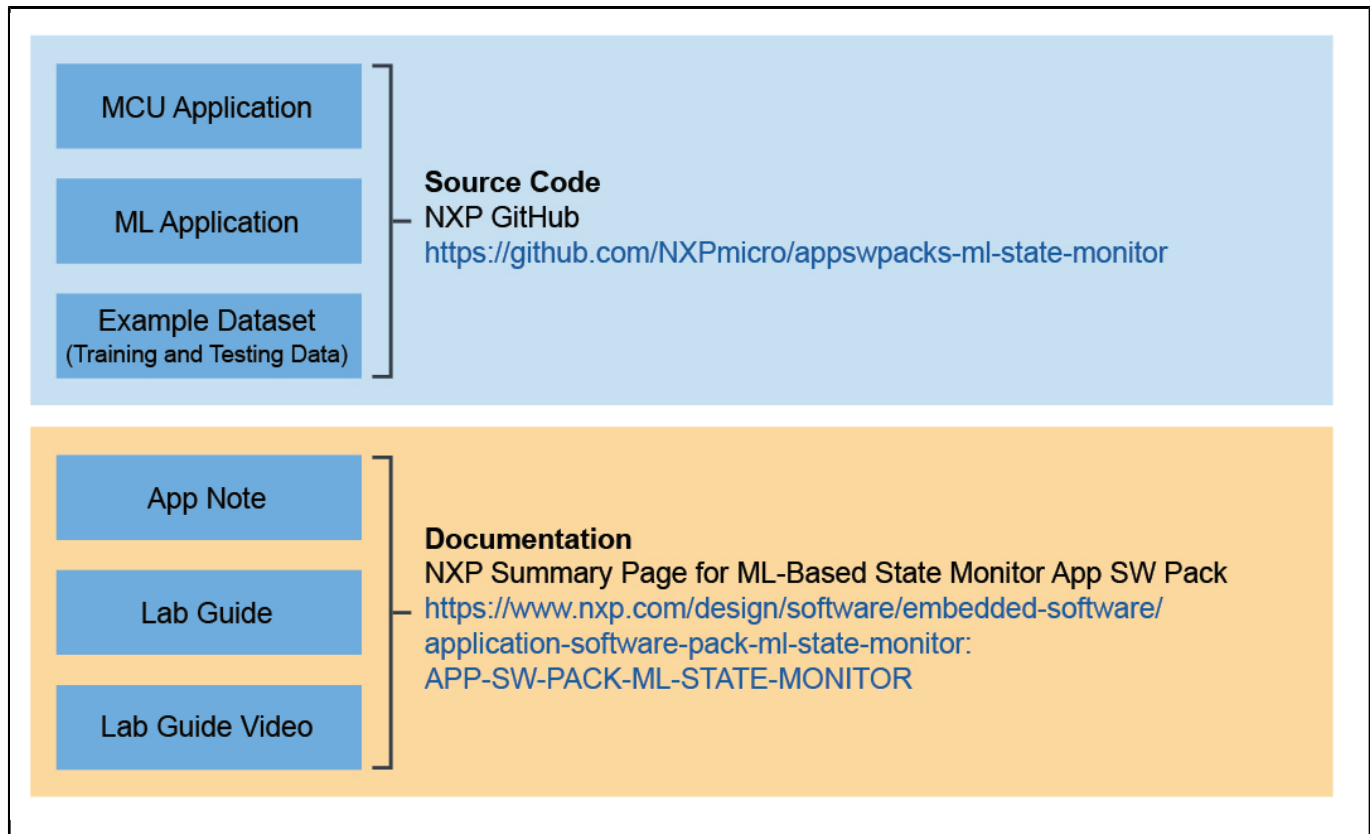 MCU Application
ML Application
Example Dataset
(Training and Testing Data)
Source Code
NXP GitHub
https://github.com/NXPmicro/appswpacks-ml-state-monitor
App Note
Lab Guide
Lab Guide Video
Documentation
NXP Summary Page for ML-Based State Monitor App SW Pack
https://www.nxp.com/design/software/embedded-software/
application-software-pack-ml-state-monitor:
APP-SW-PACK-ML-STATE-MONITOR